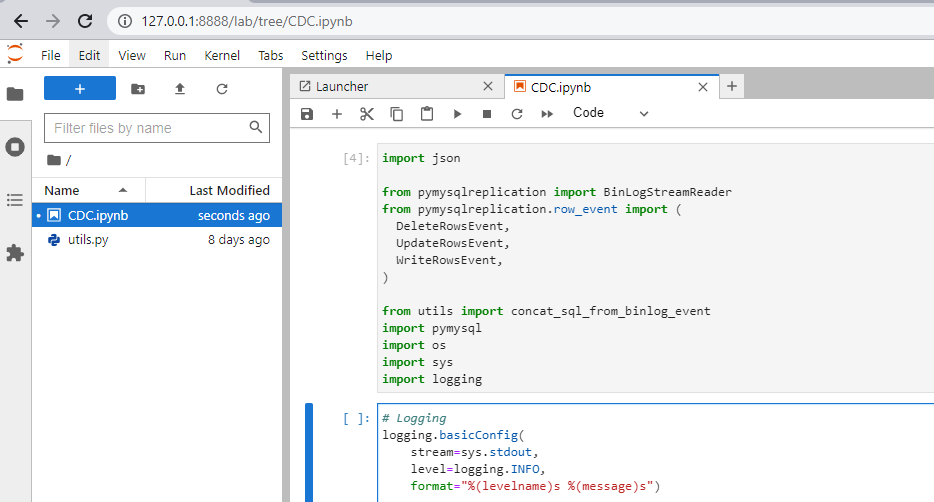 127.0.0.1:8888/lab/tree/CDC.ipynb
File Edit View Run Kernel Tabs Settings Help
+
Launcher
CDC.ipynb
Filter files by name
Code
/
Name Last Modified
CDC.ipynb seconds ago
utils.py 8 days ago
[4]: import json
from pymysqlreplication import BinLogStreamReader
from pymysqlreplication.row_event import (
  DeleteRowsEvent,
  UpdateRowsEvent,
  WriteRowsEvent,
)
from utils import concat_sql_from_binlog_event
import pymysql
import os
import sys
import logging
[ ]: # Logging
logging.basicConfig(
    stream=sys.stdout,
    level=logging.INFO,
    format="%(levelname)s %(message)s")